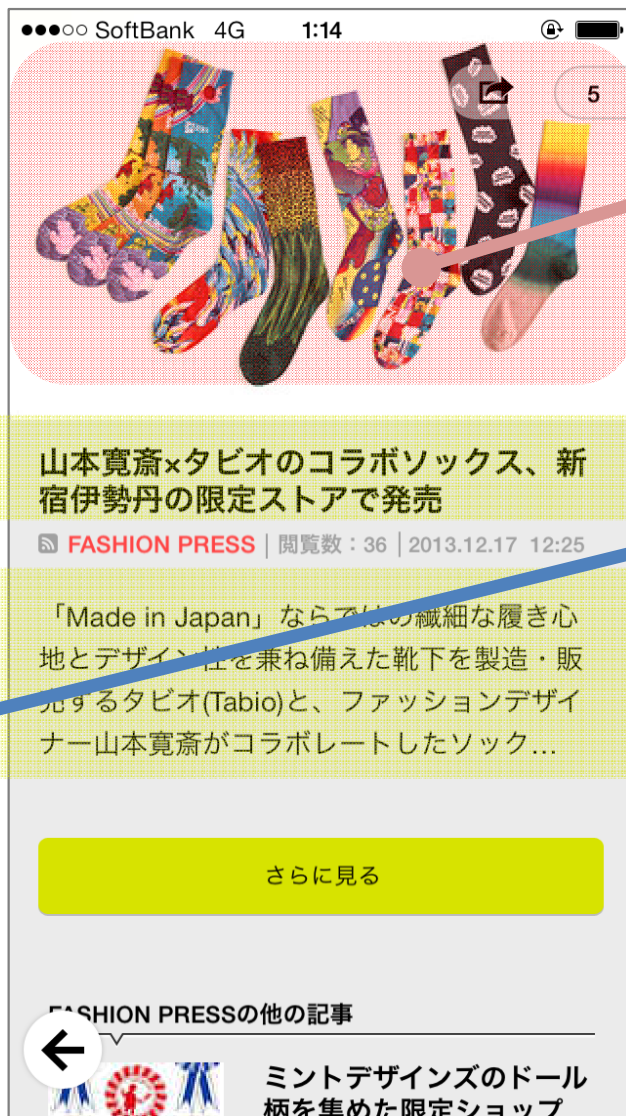 SoftBank 4G 1:14
5
山本寛斎×タビオのコラボソックス、新
宿伊勢丹の限定ストアで発売
FASHION PRESS | 閲覧数：36 | 2013.12.17 12:25
「Made in Japan」ならではの繊細な履き心
地とデザイン性を兼ね備えた靴下を製造・販
売するタビオ(Tabio)と、ファッションデザイ
ナー山本寛斎がコラボレートしたソック…
さらに見る
FASHION PRESSの他の記事
ミントデザインズのドール
柄を集めた限定ショップ